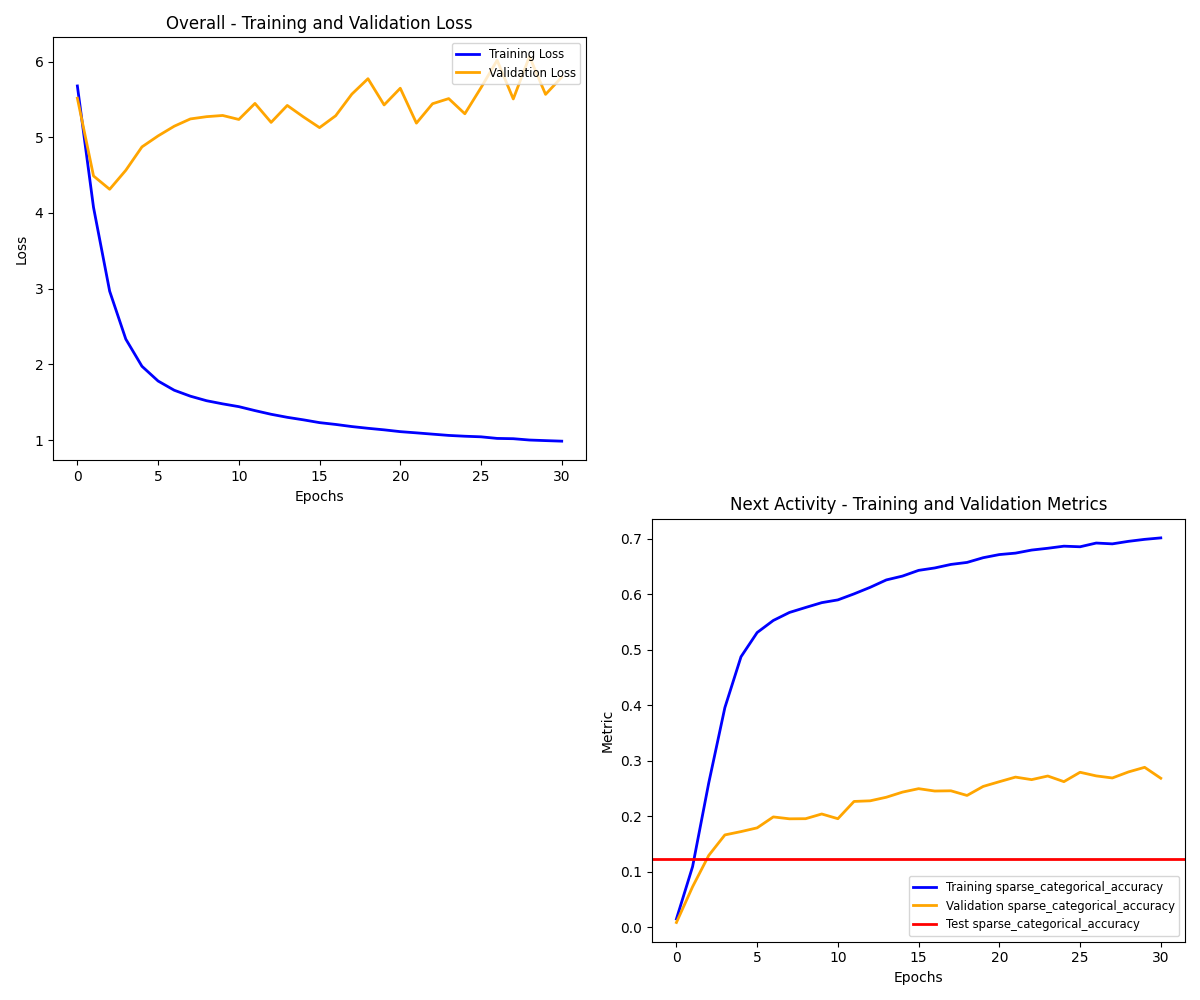 Overall - Training and Validation Loss
Training Loss
Validation Loss
6
5
4
3
2
1
Loss
0 5 10 15 20 25 30
Epochs
Next Activity - Training and Validation Metrics
0.7
0.6
0.5
0.4
0.3
0.2
0.1
0.0
Metric
Training sparse_categorical_accuracy
Validation sparse_categorical_accuracy
Test sparse_categorical_accuracy
0 5 10 15 20 25 30
Epochs